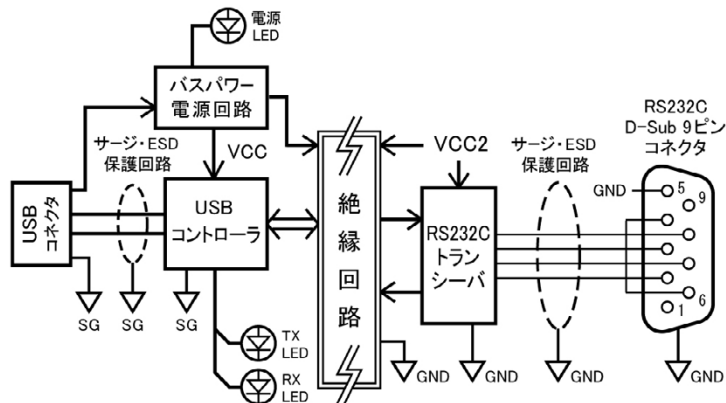 電源
LED
バスパワー
電源回路
サージ・ESD
保護回路
VCC
USB
コネクタ
USB
コントローラ
SG
SG
SG
TX
LED
RX
LED
絶縁回路
VCC2
RS232C
トラン
シーバ
サージ・ESD
保護回路
RS232C
D-Sub 9ピン
コネクタ
GND
5
9
6
1
GND
GND
GND
GND